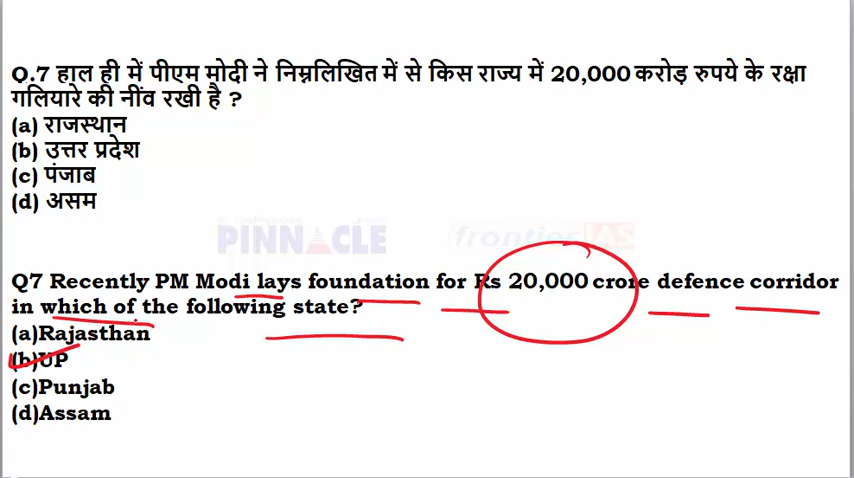 Q.7 हाल ही में पीएम मोदी ने निम्नलिखित में से किस राज्य में 20,000 करोड़ रुपये के रक्षा
गलियारे की नींव रखी है ?
(a) राजस्थान
(b) उत्तर प्रदेश
(c) पंजाब
(d) असम
PINNACLE frontier IAS
Q7 Recently PM Modi lays foundation for Rs 20,000 crore defence corridor
in which of the following state?
(a)Rajasthan
(b)UP
(c)Punjab
(d)Assam